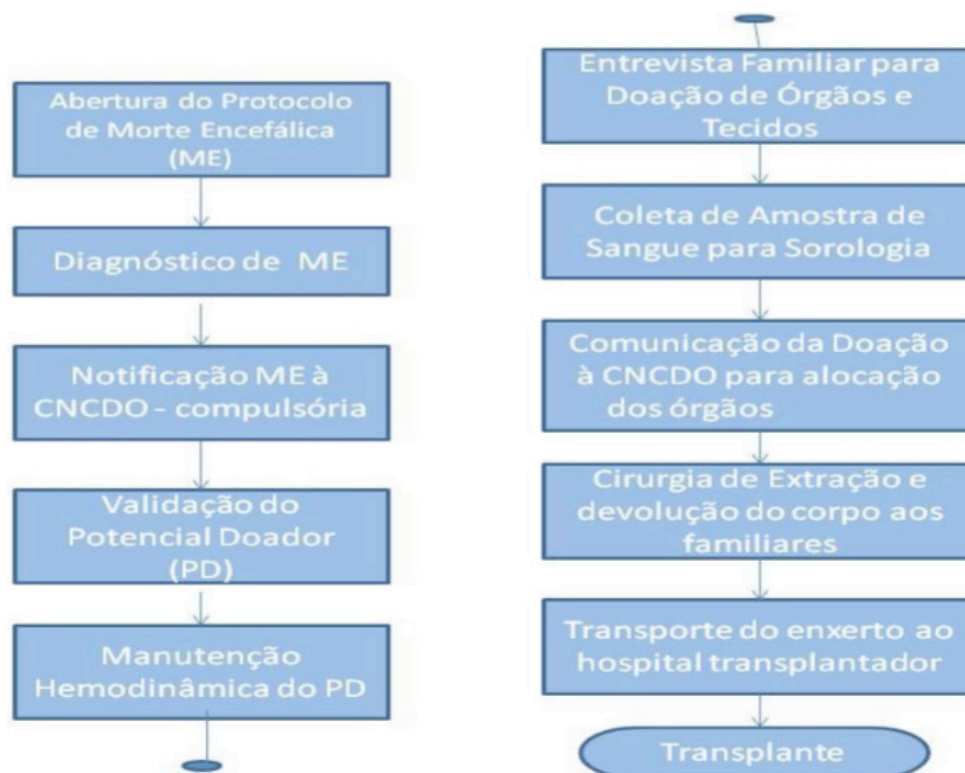 Abertura do Protocolo
de Morte Encefálica
(ME)
Diagnóstico de ME
Notificação ME à
CNCDO - compulsória
Validação do
Potencial Doador
(PD)
Manutenção
Hemodinâmica do PD
Entrevista Familiar para
Doação de Órgãos e
Tecidos
Coleta de Amostra de
Sangue para Sorologia
Comunicação da Doação
à CNCDO para alocação
dos órgãos
Cirurgia de Extração e
devolução do corpo aos
familiares
Transporte do enxerto ao
hospital transplantador
Transplante